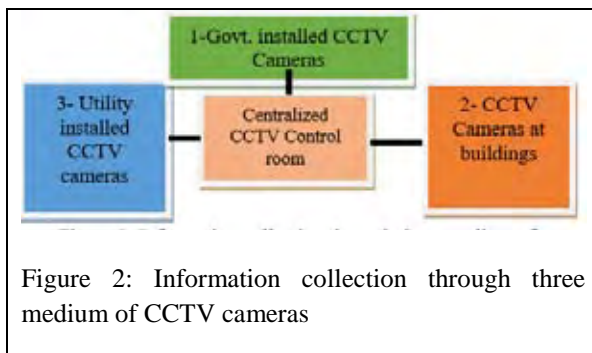 1-Govt. installed CCTV
Cameras
3- Utility
installed
CCTV
cameras
Centralized
CCTV Control
room
2- CCTV
Cameras at
buildings
Figure 2: Information collection through three
medium of CCTV cameras